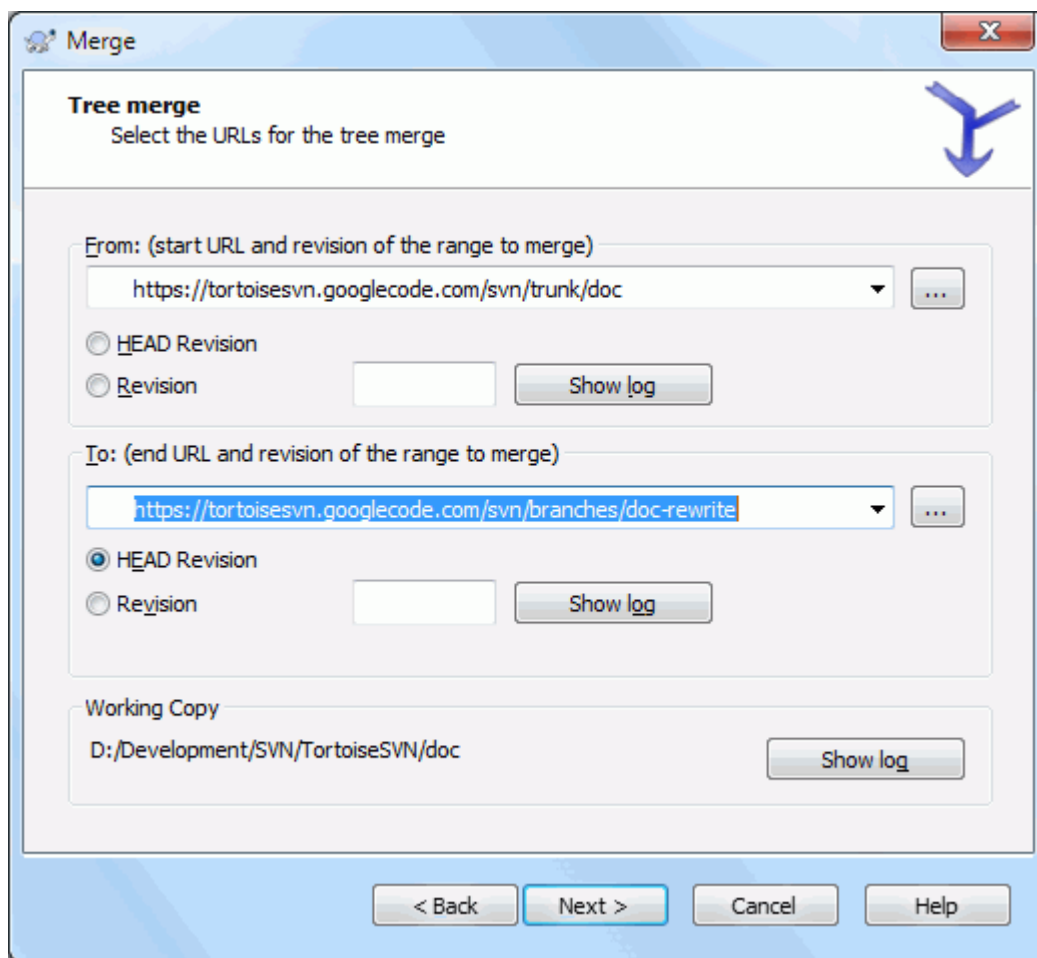 Merge
Tree merge
Select the URLs for the tree merge
From: (start URL and revision of the range to merge)
https://tortoisesvn.googlecode.com/svn/trunk/doc
...
HEAD Revision
Revision
Show log
To: (end URL and revision of the range to merge)
https://tortoisesvn.googlecode.com/svn/branches/doc-rewrite
...
HEAD Revision
Revision
Show log
Working Copy
D:/Development/SVN/TortoiseSVN/doc
Show log
< Back Next > Cancel Help